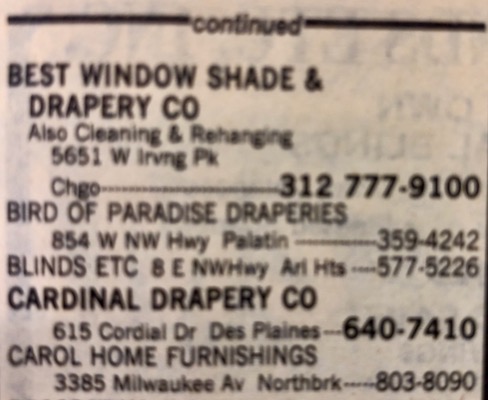 continued
BEST WINDOW SHADE &
DRAPERY CO
Also Cleaning & Rehanging
5651 W Irvng Pk
Chgo--------------------312 777-9100
BIRD OF PARADISE DRAPERIES
854 W NW Hwy Palatin ----------359-4242
BLINDS ETC 8 E NWHwy Arl Hts ----577-5226
CARDINAL DRAPERY CO
615 Cordial Dr Des Plaines--640-7410
CAROL HOME FURNISHINGS
3385 Milwaukee Av Northbrk-----803-8090